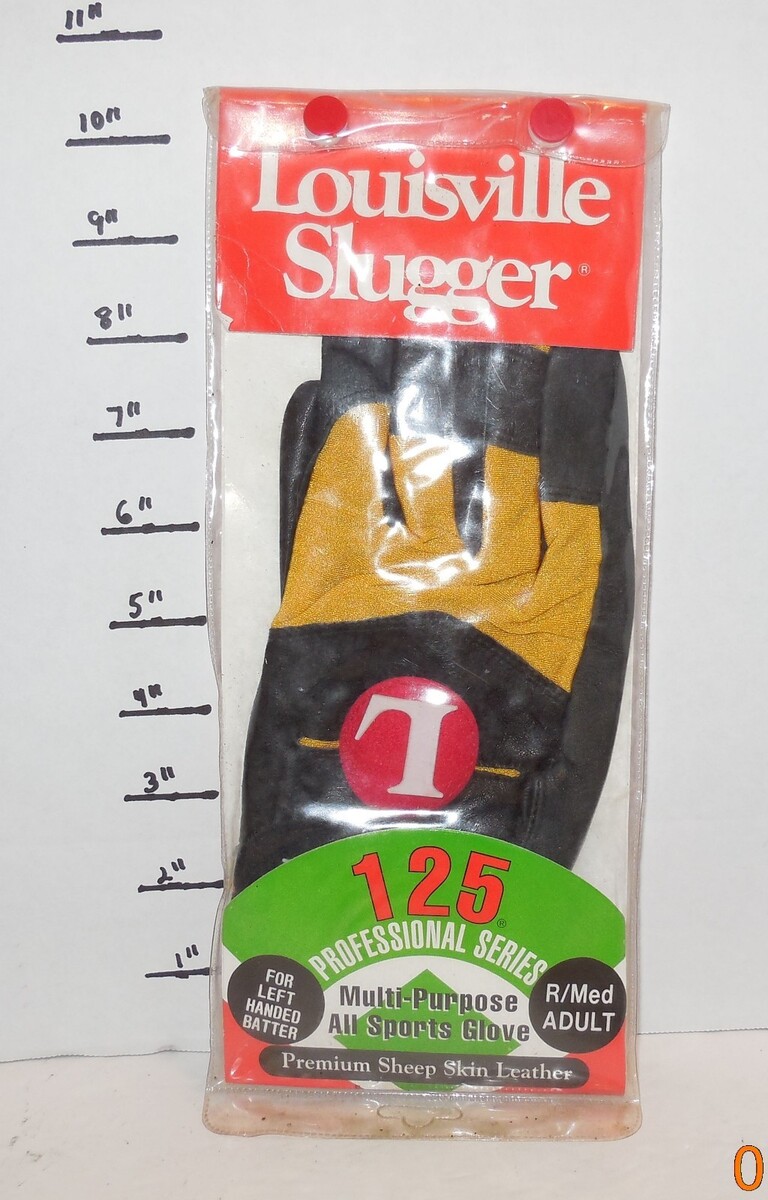 11"
10"
9"
8"
7"
6"
5"
4"
3"
2"
1"
Louisville
Slugger®
L
125®
PROFESSIONAL SERIES
FOR
LEFT
HANDED
BATTER
Multi-Purpose
All Sports Glove
R/Med
ADULT
Premium Sheep Skin Leather
0